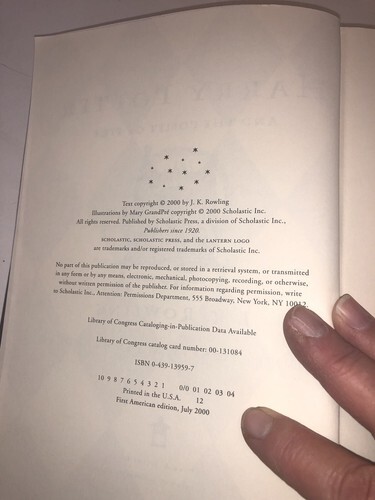 Text copyright © 2000 by J. K. Rowling
Illustrations by Mary GrandPré copyright © 2000 Scholastic Inc.
All rights reserved. Published by Scholastic Press, a division of Scholastic Inc.,
Publishers since 1920.
SCHOLASTIC, SCHOLASTIC PRESS, and the LANTERN LOGO
are trademarks and/or registered trademarks of Scholastic Inc.
No part of this publication may be reproduced, or stored in a retrieval system, or transmitted
in any form or by any means, electronic, mechanical, photocopying, recording, or otherwise,
without written permission of the publisher. For information regarding permission, write
to Scholastic Inc., Attention: Permissions Department, 555 Broadway, New York, NY 10012.
Library of Congress Cataloging-in-Publication Data Available
Library of Congress catalog card number: 00-131084
ISBN 0-439-13959-7
10 9 8 7 6 5 4 3 2 1 0/0 01 02 03 04
Printed in the U.S.A. 12
First American edition, July 2000